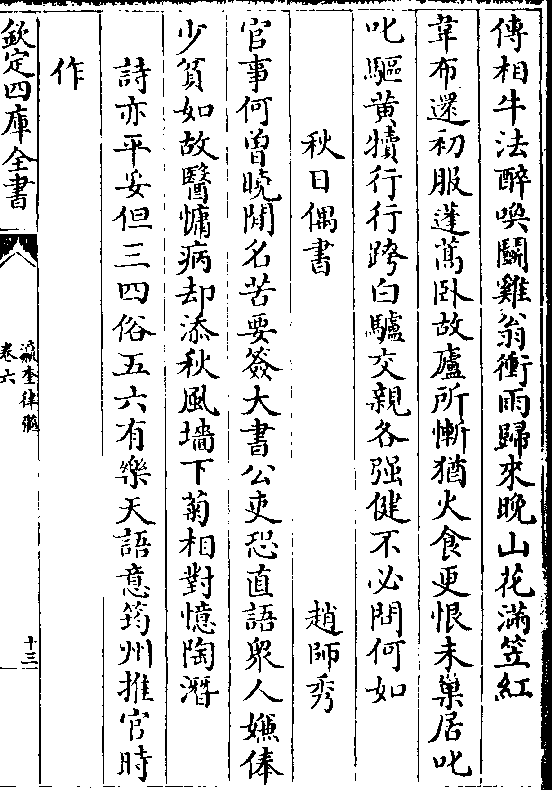 傳相牛法醉喚鬭雞翁衝雨歸來晚山花滿笠紅
韋布還初服蓬蒿卧故廬所慚猶火食更恨未巢居叱
叱驅黄犢行行跨白驢交親各强健不必問何如
秋日偶書 趙師秀
官事何曽曉閒名苦要簽大書公吏恐直語衆人嫌俸
少貧如故醫慵病却添秋風墻下菊相對憶陶潛
詩亦平妥但三四俗五六有樂天語意筠州推官時
作
欽定四庫全書
瀛奎律髓
卷六
十三